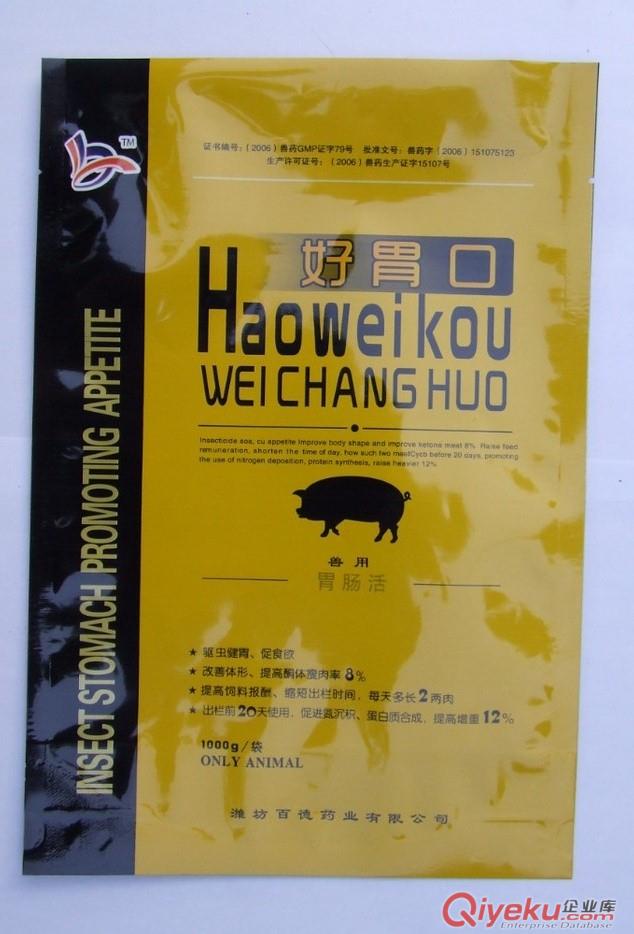 TM
证书编号:(2006)兽药GMP证字79号 批准文号:兽药字(2006)151075123
生产许可证号:(2006)兽药生产证字15107号
好胃口
Haoweikou
WEICHANGHUO
Insecticide sos, cu appetite Improve body shape and improve ketone meat 8% Raise feed
remuneration, shorten the time of day, how such two meatCycb before 20 days, promoting
the use of nitrogen deposition, protein synthesis, raise heavier 12%
兽用
胃肠活
★ 驱虫健胃、促食欲
★ 改善体形、提高酮体瘦肉率8%
★ 提高饲料报酬、缩短出栏时间,每天多长2两肉
★ 出栏前20天使用,促进氮沉积、蛋白质合成,提高增重12%
1000g/袋
ONLY ANIMAL
潍坊百德药业有限公司
INSECT STOMACH PROMOTING APPETITE
Qiyeku.com企业库
Enterprise Database